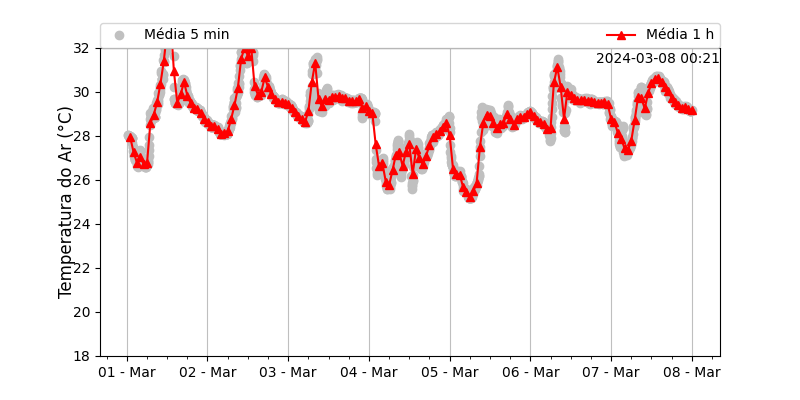 Média 5 min
Média 1 h
2024-03-08 00:21
Temperatura do Ar (°C)
32
30
28
26
24
22
20
18
01 - Mar
02 - Mar
03 - Mar
04 - Mar
05 - Mar
06 - Mar
07 - Mar
08 - Mar